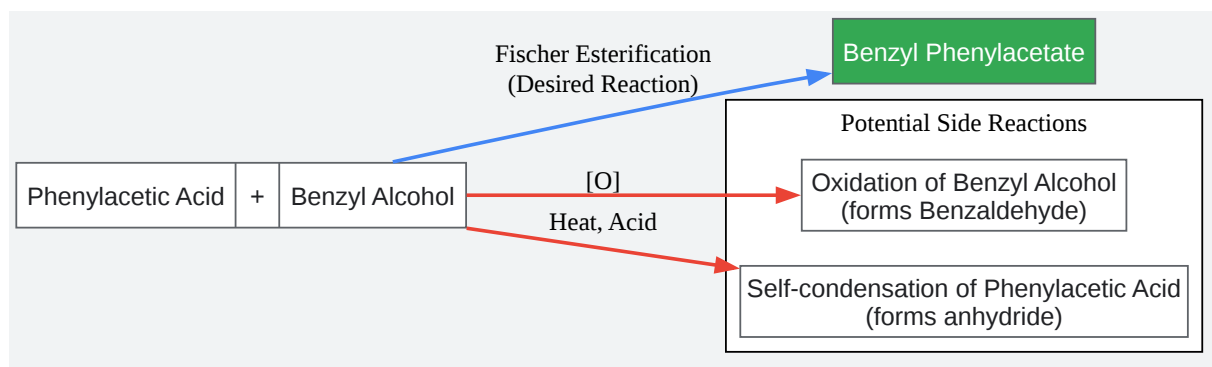 Fischer Esterification
(Desired Reaction)
Benzyl Phenylacetate
Potential Side Reactions
Phenylacetic Acid + Benzyl Alcohol
[O]
Oxidation of Benzyl Alcohol
(forms Benzaldehyde)
Heat, Acid
Self-condensation of Phenylacetic Acid
(forms anhydride)